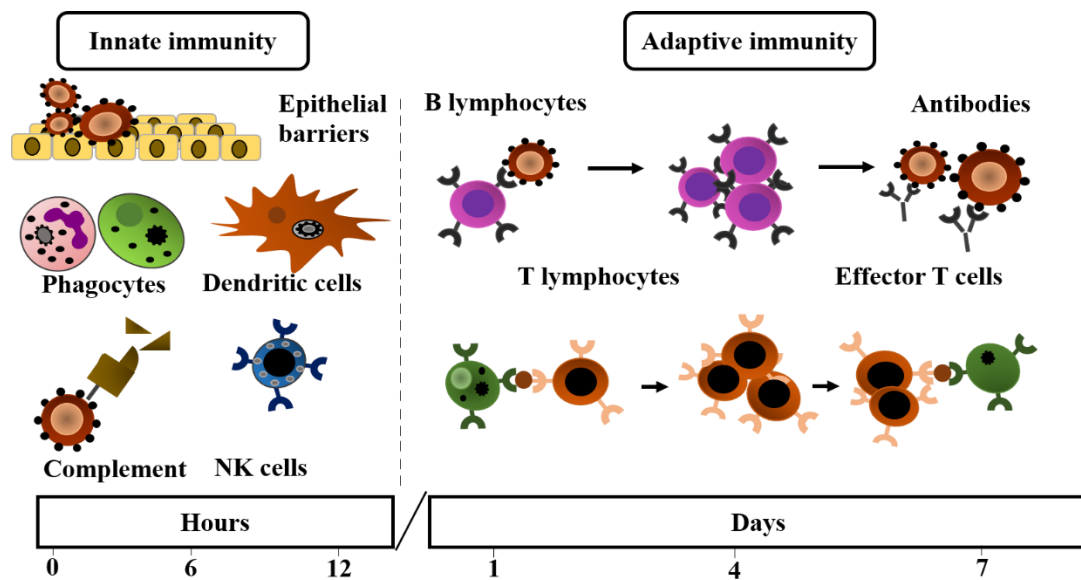 Innate immunity
Adaptive immunity
Epithelial
barriers
B lymphocytes
Antibodies
Phagocytes
Dendritic cells
T lymphocytes
Effector T cells
Complement
NK cells
Hours
Days
0
6
12
1
4
7